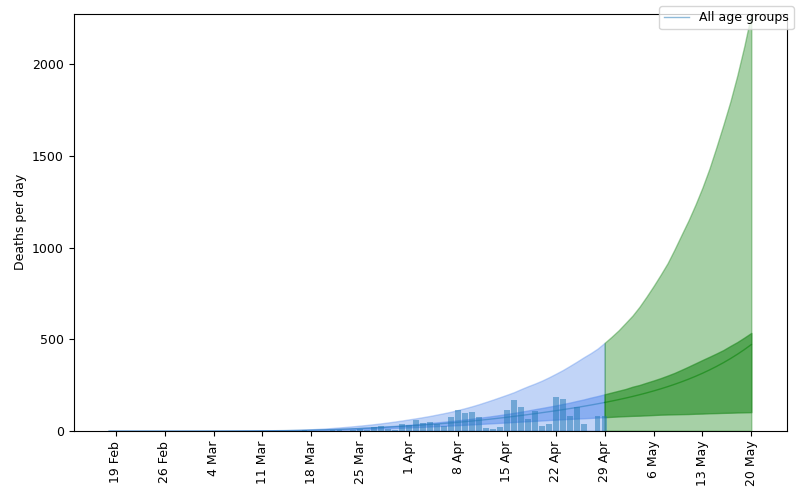 All age groups
Deaths per day
2000
1500
1000
500
0
19 Feb
26 Feb
4 Mar
11 Mar
18 Mar
25 Mar
1 Apr
8 Apr
15 Apr
22 Apr
29 Apr
6 May
13 May
20 May